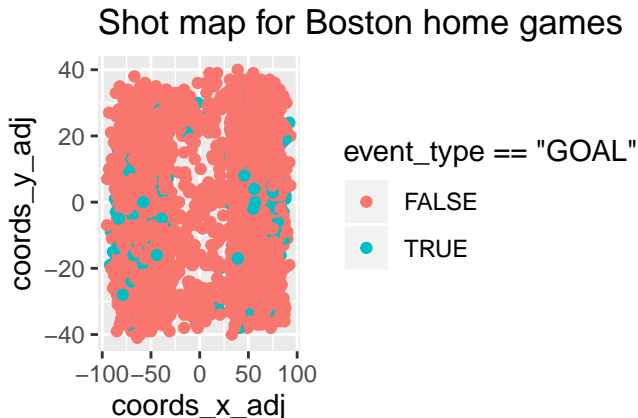 Shot map for Boston home games
coords_y_adj
40
20
0
−20
−40
−100 −50 0 50 100
coords_x_adj
event_type == "GOAL"
FALSE
TRUE